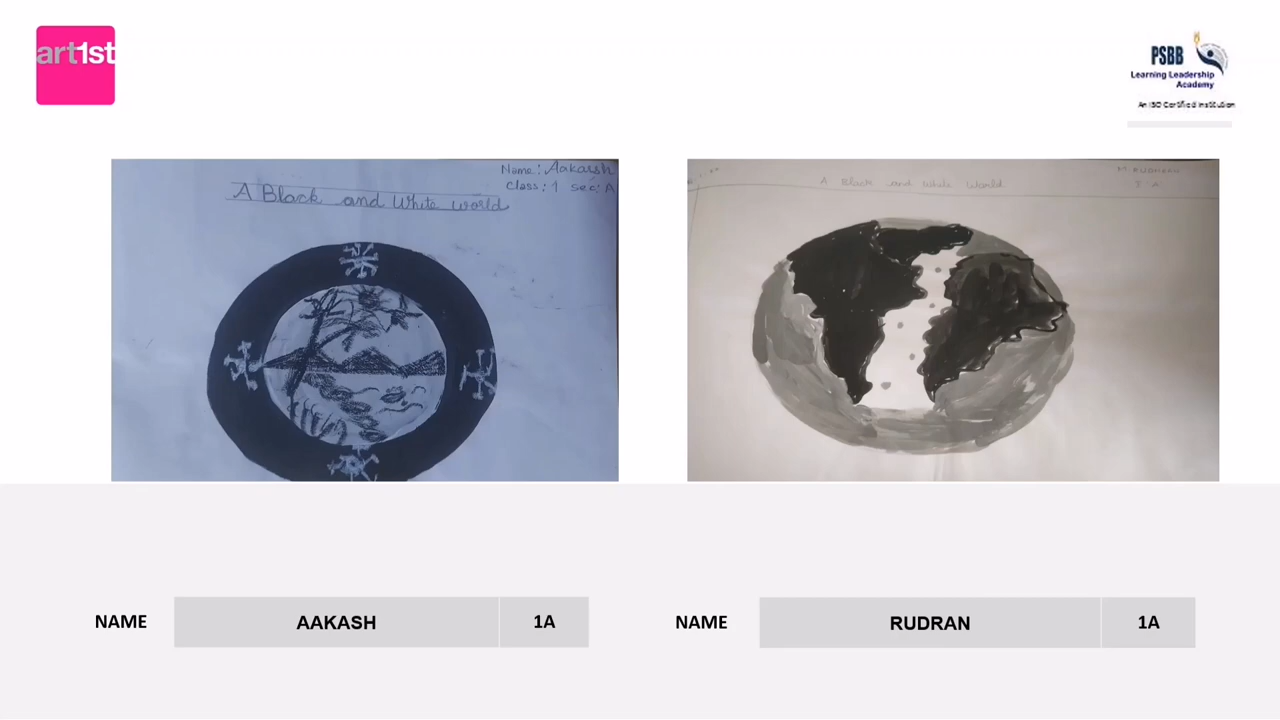 art1st
PSBB
Learning Leadership
Academy
An ISO Certified Institution
Name: Aakarsh
Class: 1 sec: A
A Black and White world
A Black and White World
I A
NAME
AAKASH
1A
NAME
RUDRAN
1A